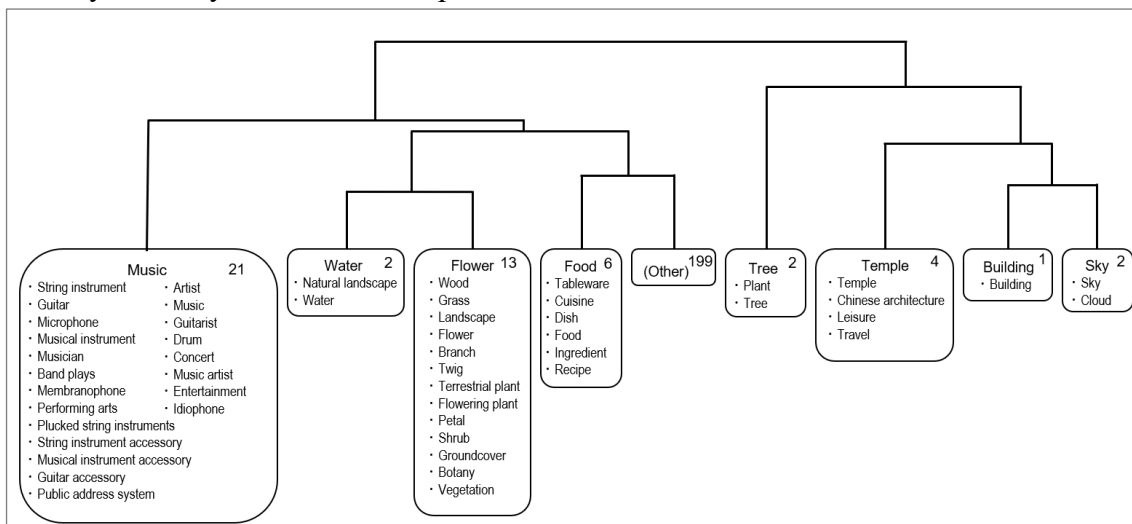 Music 21
・ String instrument
・ Guitar
・ Microphone
・ Musical instrument
・ Musician
・ Band plays
・ Membranophone
・ Performing arts
・ Plucked string instruments
・ String instrument accessory
・ Musical instrument accessory
・ Guitar accessory
・ Public address system
・ Artist
・ Music
・ Guitarist
・ Drum
・ Concert
・ Music artist
・ Entertainment
・ Idiophone
Water 2
・ Natural landscape
・ Water
Flower 13
・ Wood
・ Grass
・ Landscape
・ Flower
・ Branch
・ Twig
・ Terrestrial plant
・ Flowering plant
・ Petal
・ Shrub
・ Groundcover
・ Botany
・ Vegetation
Food 6
・ Tableware
・ Cuisine
・ Dish
・ Food
・ Ingredient
・ Recipe
(Other) 199
Tree 2
・ Plant
・ Tree
Temple 4
・ Temple
・ Chinese architecture
・ Leisure
・ Travel
Building 1
・ Building
Sky 2
・ Sky
・ Cloud